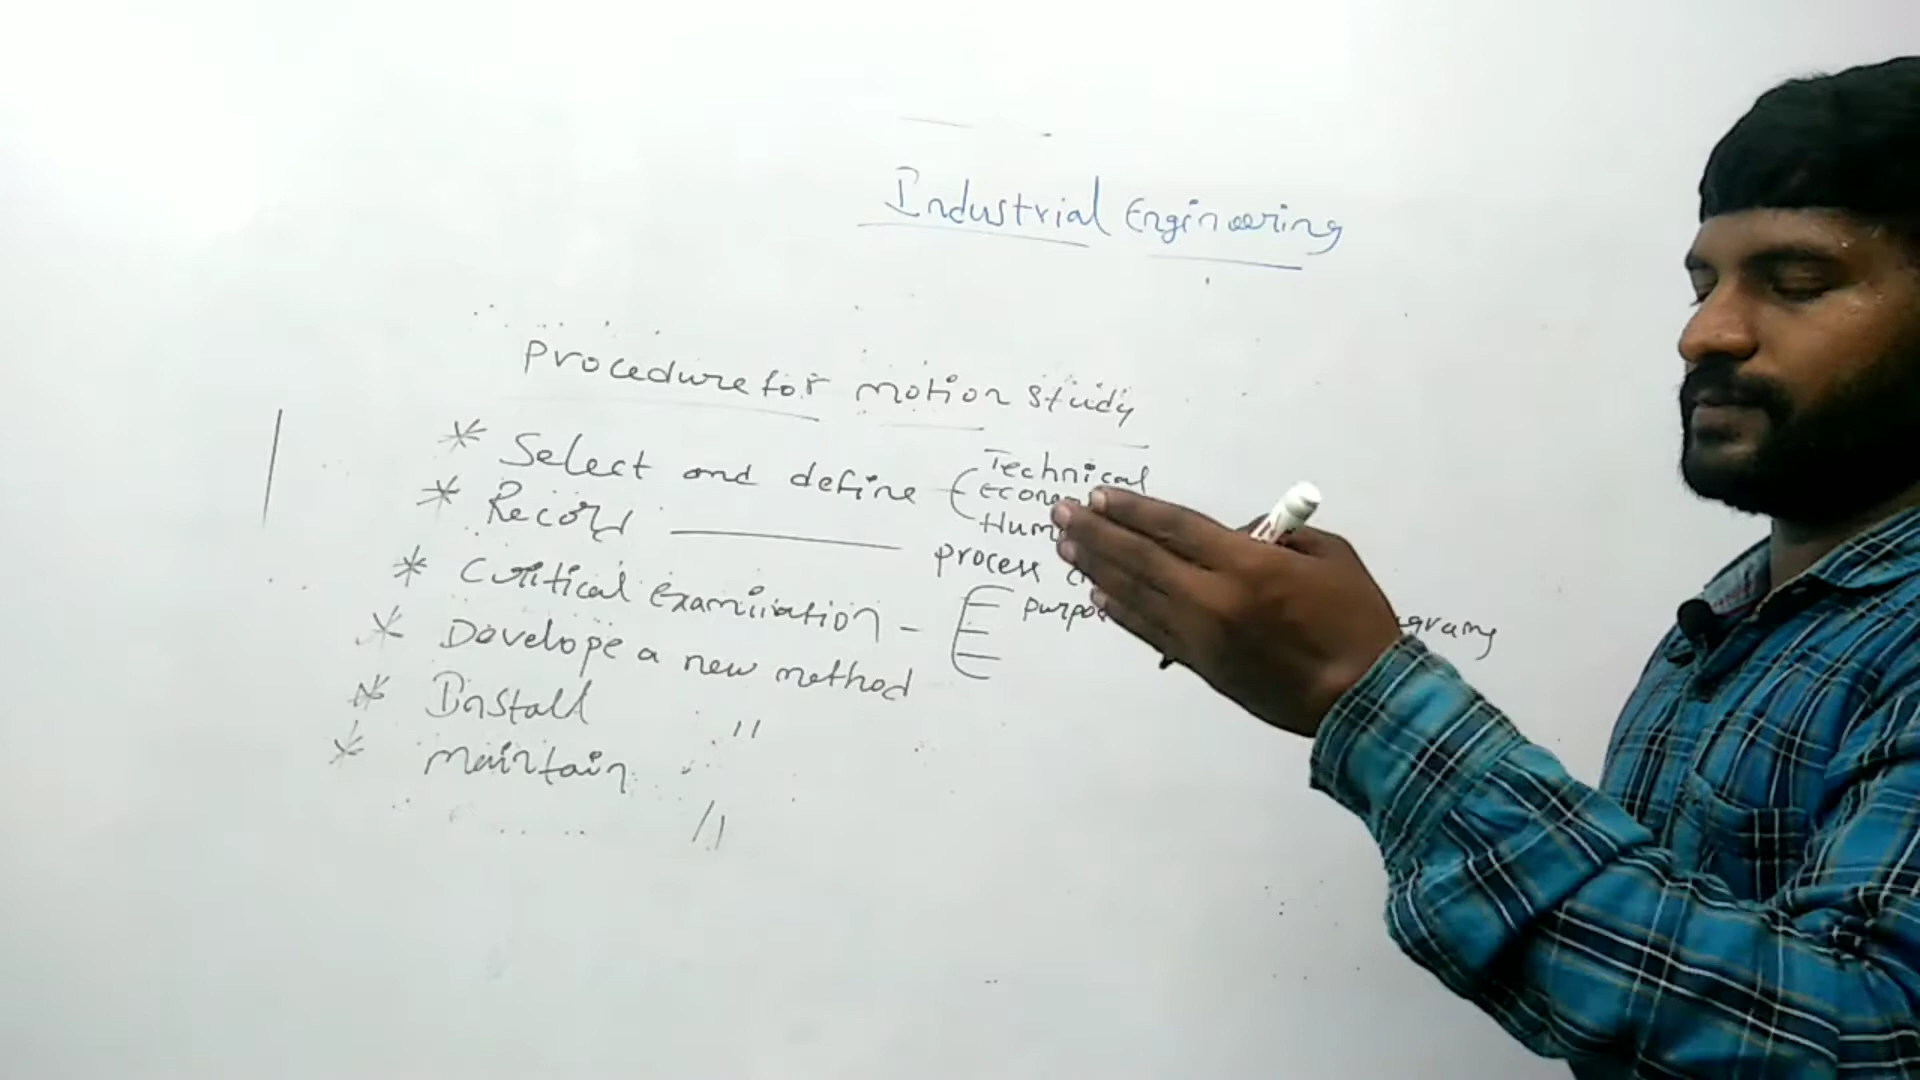 Industrial Engineering
Procedure for motion study
* Select and define { Technical
* Record
process
* Critical Examination - purpo
grams
* Develope a new method
* Install "
* maintain "